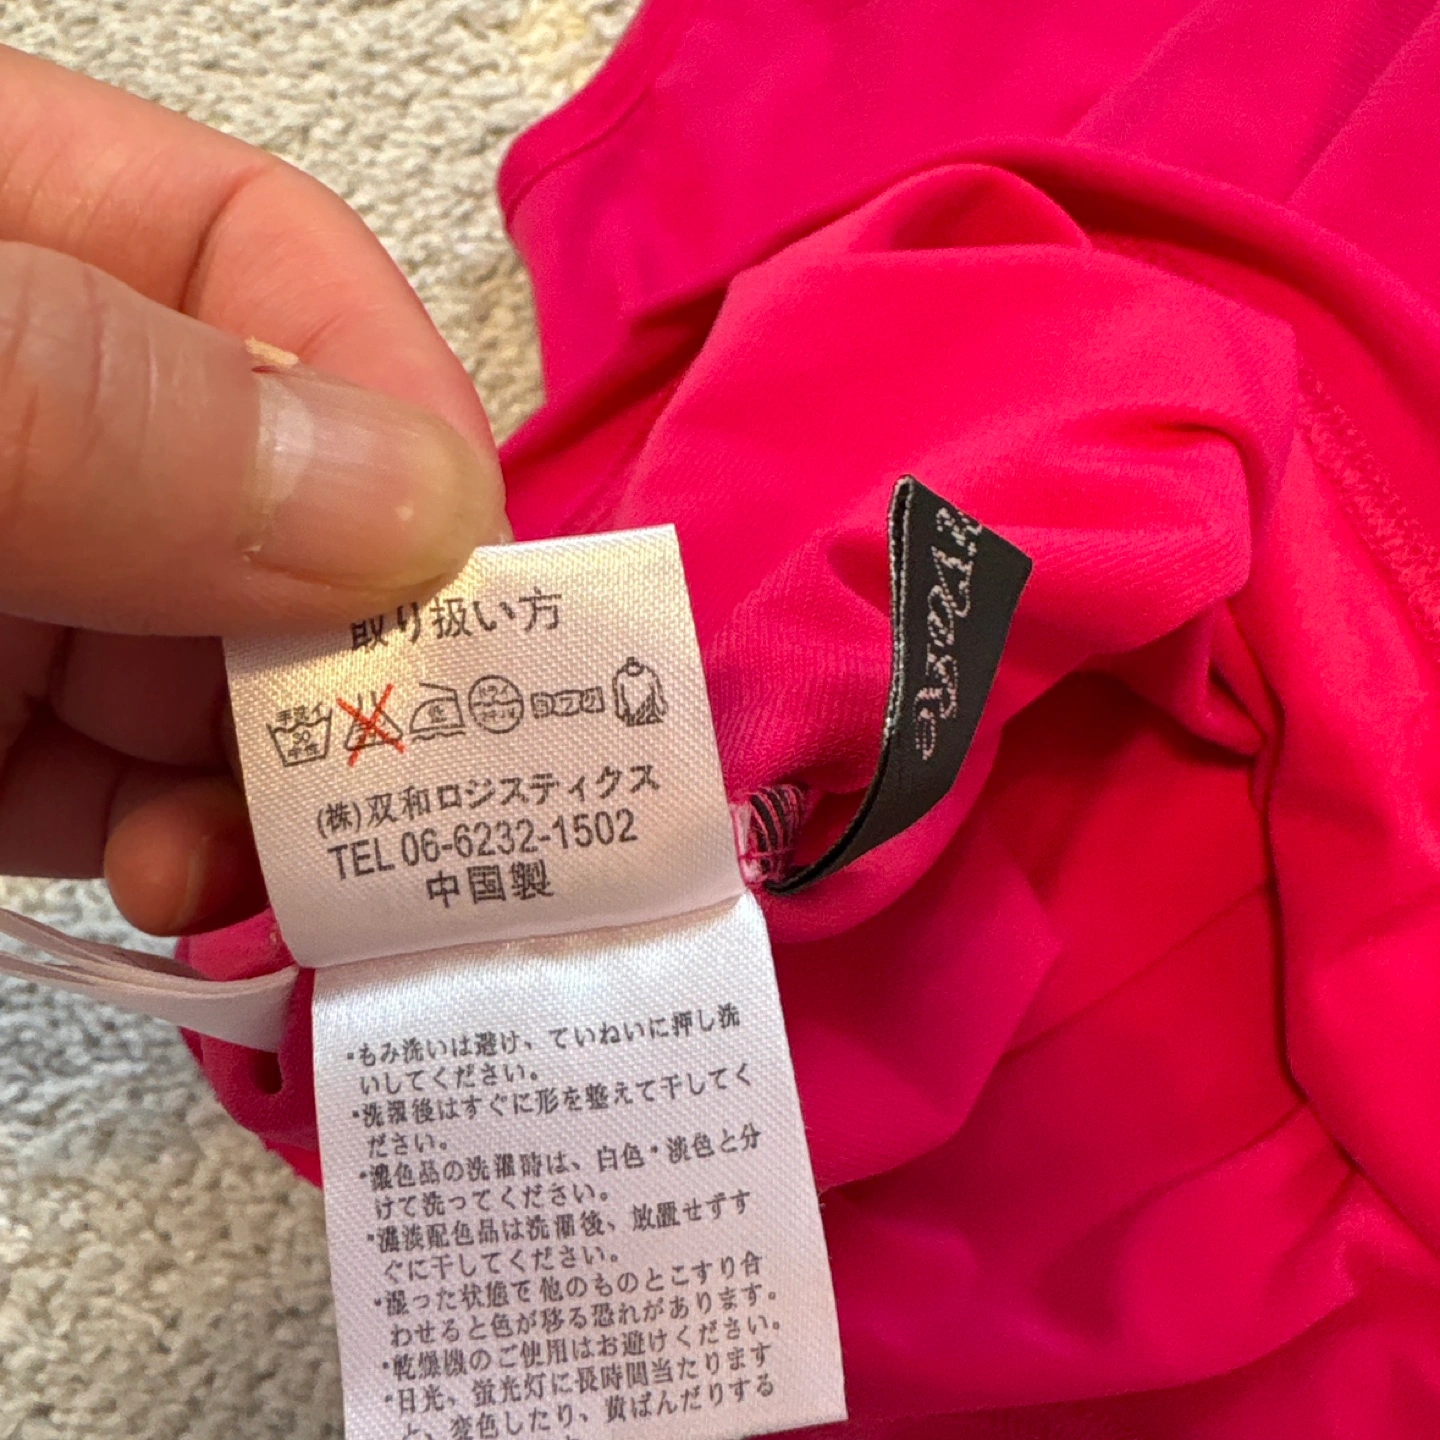 取り扱い方
手洗イ
30
中性
ドライ
(株)双和ロジスティクス
TEL 06-6232-1502
中国製
・もみ洗いは避け、ていねいに押し洗
いしてください。
・洗濯後はすぐに形を整えて干してく
ださい。
・濃色品の洗濯時は、白色・淡色と分
けて洗ってください。
・濃淡配色品は洗濯後、放置せずす
ぐに干してください。
・湿った状態で他のものとこすり合
わせると色が移る恐れがあります。
・乾燥機のご使用はお避けください。
・日光、蛍光灯に長時間当たります
と、変色したり、黄ばんだりする